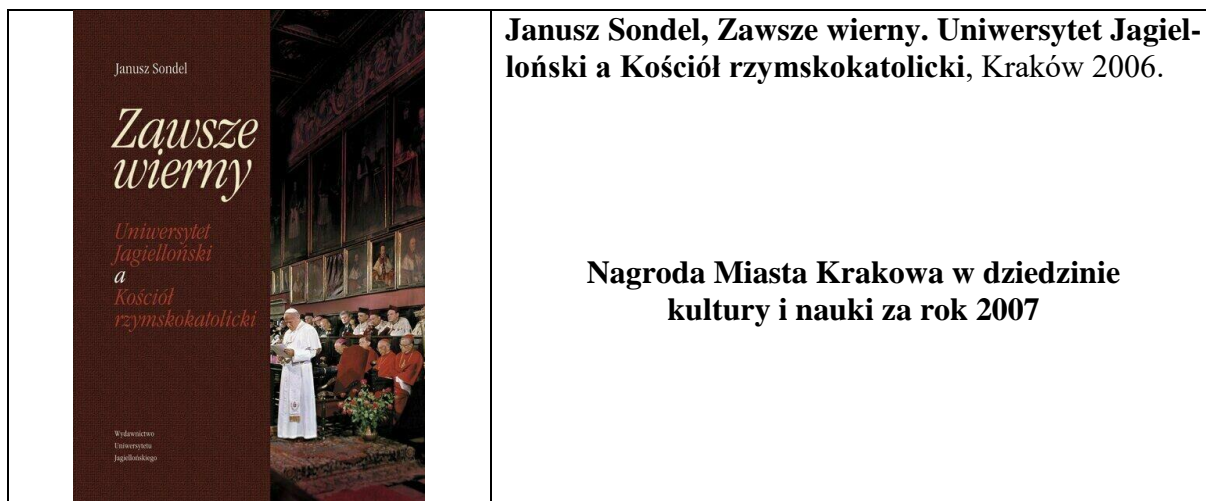 Janusz Sondel
Zawsze
wierny
Uniwersytet
Jagielloński
a
Kościół
rzymskokatolicki
Wydawnictwo
Uniwersytetu
Jagiellońskiego
Janusz Sondel, Zawsze wierny. Uniwersytet Jagiel-
loński a Kościół rzymskokatolicki, Kraków 2006.
Nagroda Miasta Krakowa w dziedzinie
kultury i nauki za rok 2007